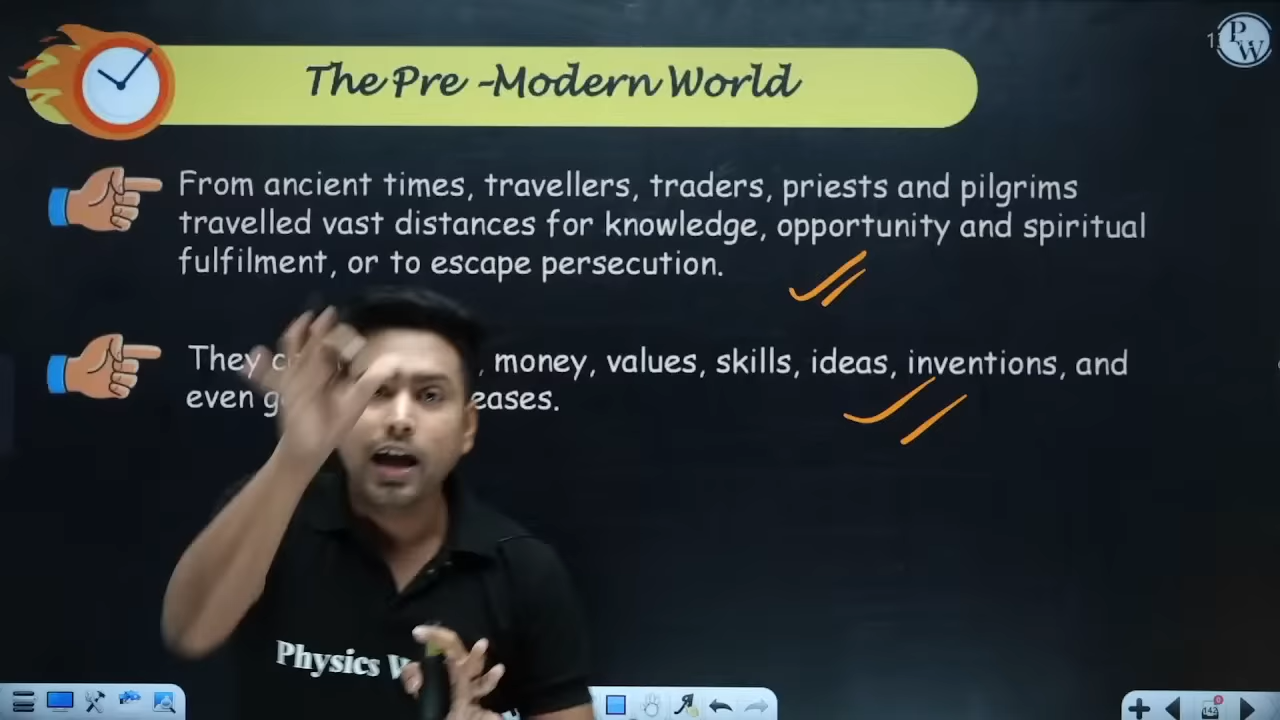 The Pre -Modern World
PW
From ancient times, travellers, traders, priests and pilgrims
travelled vast distances for knowledge, opportunity and spiritual
fulfilment, or to escape persecution.
They , money, values, skills, ideas, inventions, and
even
Physics
142